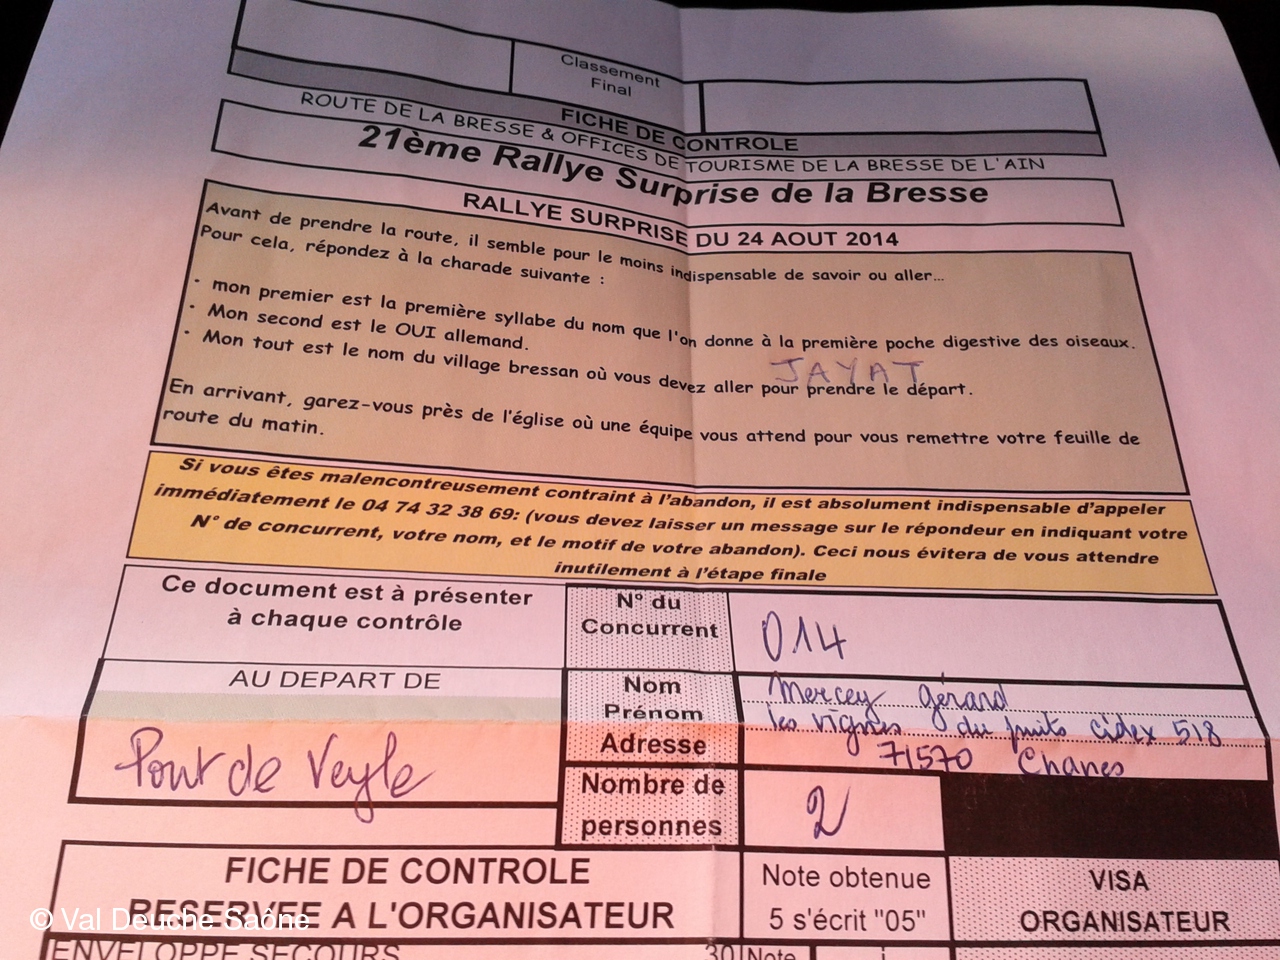 Classement
Final
FICHE DE CONTROLE
ROUTE DE LA BRESSE & OFFICES DE TOURISME DE LA BRESSE DE L'AIN
21ème Rallye Surprise de la Bresse
RALLYE SURPRISE DU 24 AOUT 2014
Avant de prendre la route, il semble pour le moins indispensable de savoir ou aller...
Pour cela, répondez à la charade suivante :
· mon premier est la première syllabe du nom que l'on donne à la première poche digestive des oiseaux.
· Mon second est le OUI allemand.
JAYAT
· Mon tout est le nom du village bressan où vous devez aller pour prendre le départ.
En arrivant, garez-vous près de l'église où une équipe vous attend pour vous remettre votre feuille de
route du matin.
Si vous êtes malencontreusement contraint à l'abandon, il est absolument indispensable d'appeler
immédiatement le 04 74 32 38 69: (vous devez laisser un message sur le répondeur en indiquant votre
N° de concurrent, votre nom, et le motif de votre abandon). Ceci nous évitera de vous attendre
inutilement à l'étape finale
Ce document est à présenter
à chaque contrôle
N° du
Concurrent
014
AU DEPART DE
Pont de Veyle
Nom
Prénom
Adresse
Mercey gérard
les vignes du puits cidex 518
71570 Chanes
Nombre de
personnes
2
FICHE DE CONTROLE
RESERVEE A L'ORGANISATEUR
Note obtenue
5 s'écrit "05"
VISA
ORGANISATEUR
ENVELOPPE SECOURS
30 Note
© Val Deuche Saône